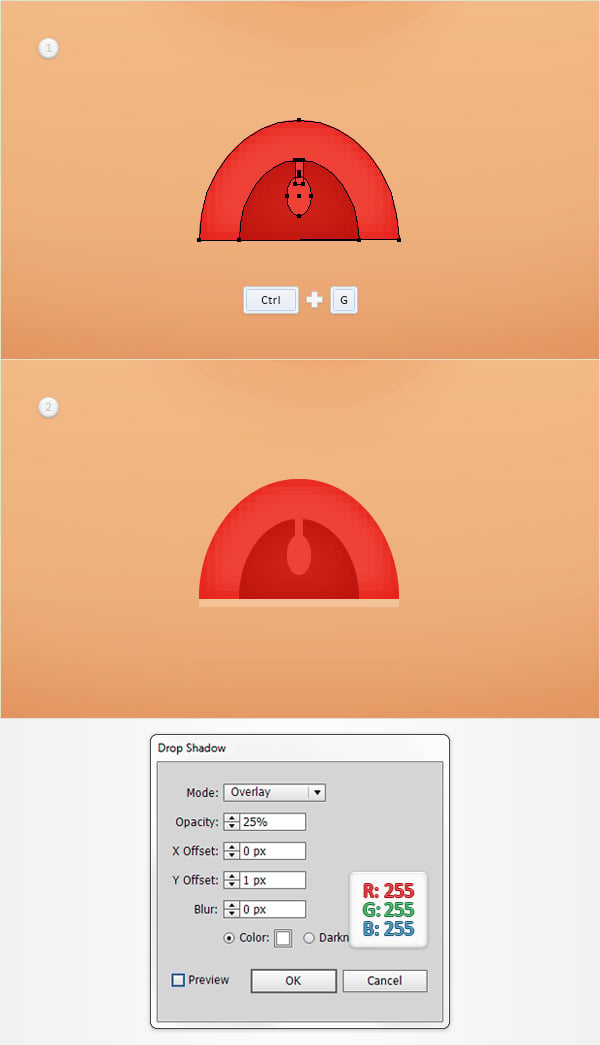 1
Ctrl
G
2
Drop Shadow
Mode: Overlay
Opacity: 25%
X Offset: 0 px
Y Offset: 1 px
Blur: 0 px
Color: Darkn
R: 255
G: 255
B: 255
Preview OK Cancel